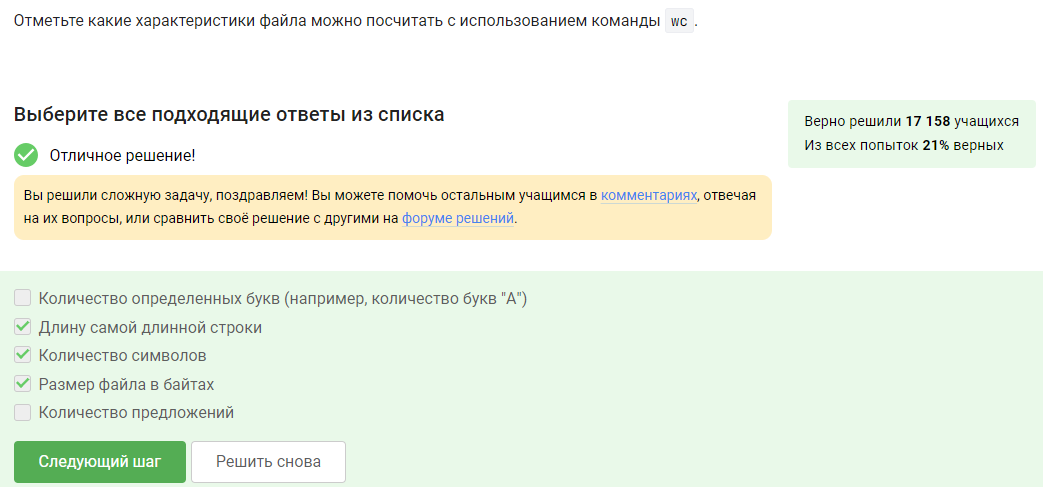 Отметьте какие характеристики файла можно посчитать с использованием команды wc.
Выберите все подходящие ответы из списка
Верно решили 17 158 учащихся
Из всех попыток 21% верных
Отличное решение!
Вы решили сложную задачу, поздравляем! Вы можете помочь остальным учащимся в комментариях, отвечая
на их вопросы, или сравнить своё решение с другими на форуме решений.
Количество определенных букв (например, количество букв "А")
Длину самой длинной строки
Количество символов
Размер файла в байтах
Количество предложений
Следующий шаг
Решить снова